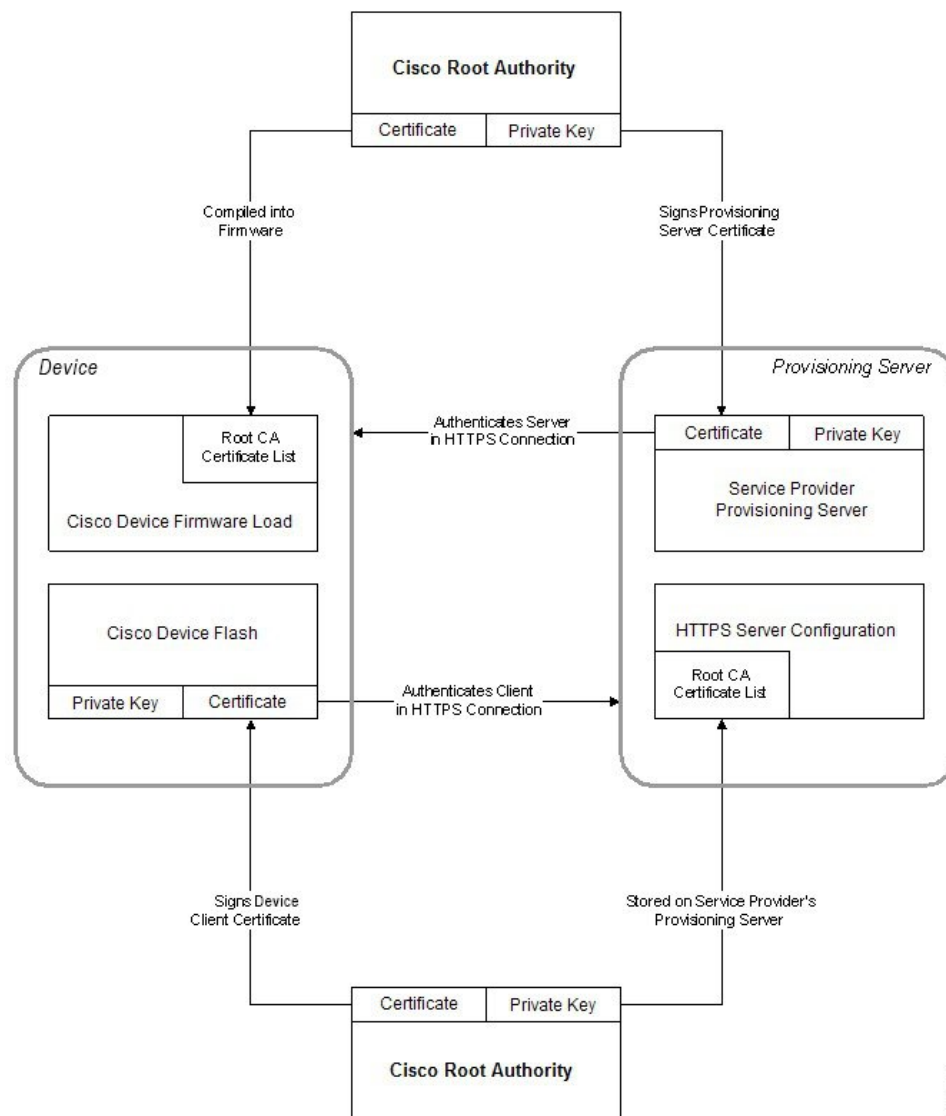 Cisco Root Authority
Certificate
Private Key
Compiled into
Firmware
Signs Provisioning
Server Certificate
Device
Provisioning Server
Root CA
Certificate List
Cisco Device Firmware Load
Authenticates Server
in HTTPS Connection
Certificate
Private Key
Service Provider
Provisioning Server
Cisco Device Flash
Private Key
Certificate
Authenticates Client
in HTTPS Connection
HTTPS Server Configuration
Root CA
Certificate List
Signs Device
Client Certificate
Stored on Service Provider's
Provisioning Server
Certificate
Private Key
Cisco Root Authority